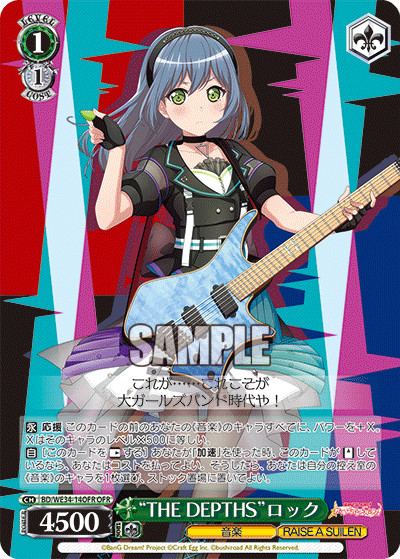 LEVEL
1
1
COST
SAMPLE
これが……これこそが
大ガールズバンド時代や！
永 応援 このカードの前のあなたの《音楽》のキャラすべてに、パワーを＋X。
Xはそのキャラのレベル×500に等しい。
自 ［このカードを する］ あなたが「加速」を使った時、このカードが
しているなら、あなたはコストを払ってよい。そうしたら、あなたは自分の控え室の
《音楽》のキャラを1枚選び、ストック置場に置いてよい。
CH BD/WE34-14OFR OFR
POWER
4500
"THE DEPTHS"ロック
音楽
RAISE A SUILEN
©BanG Dream! Project ©Craft Egg Inc. ©bushiroad All Rights Reserved.